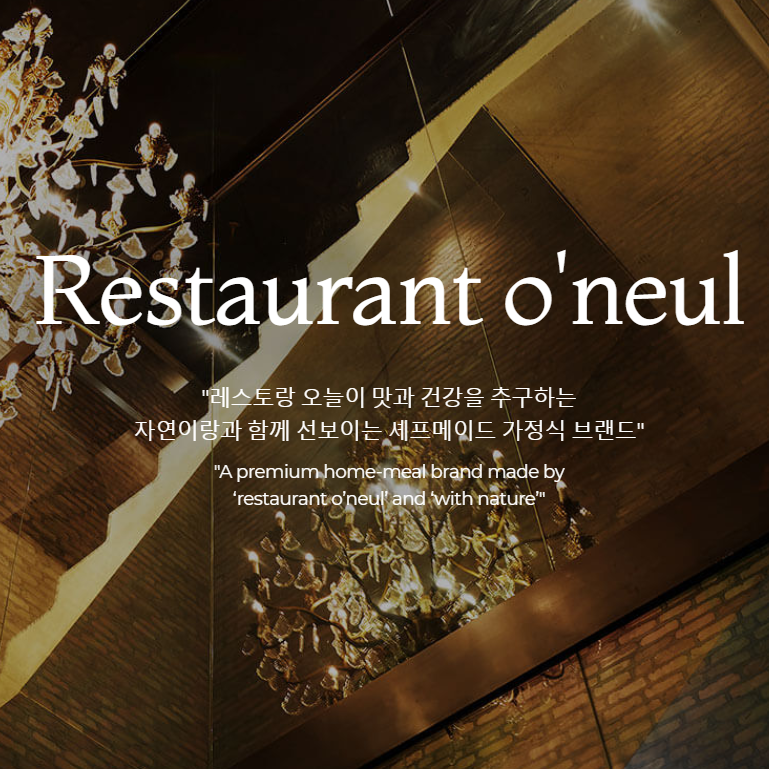 Restaurant o'neul
"레스토랑 오늘이 맛과 건강을 추구하는
자연이랑과 함께 선보이는 셰프메이드 가정식 브랜드"
"A premium home-meal brand made by
‘restaurant o’neul’ and ‘with nature’"